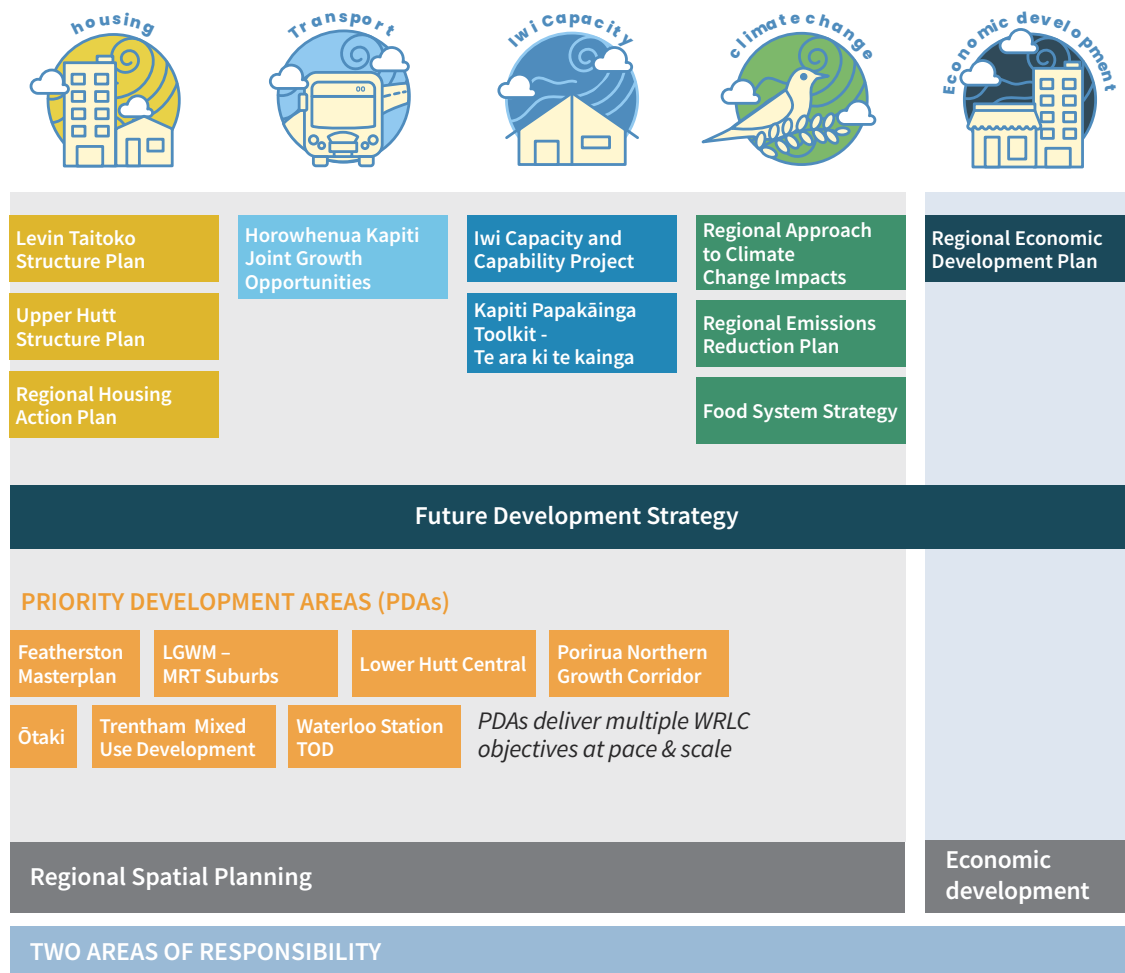 housing
Transport
Iwi Capacity
climate change
Economic development
Levin Taitoko
Structure Plan
Upper Hutt
Structure Plan
Regional Housing
Action Plan
Horowhenua Kapiti
Joint Growth
Opportunities
Iwi Capacity and
Capability Project
Kapiti Papakāinga
Toolkit -
Te ara ki te kainga
Regional Approach
to Climate
Change Impacts
Regional Emissions
Reduction Plan
Food System Strategy
Regional Economic
Development Plan
Future Development Strategy
PRIORITY DEVELOPMENT AREAS (PDAs)
Featherston
Masterplan
LGWM –
MRT Suburbs
Lower Hutt Central
Porirua Northern
Growth Corridor
Ōtaki
Trentham Mixed
Use Development
Waterloo Station
TOD
PDAs deliver multiple WRLC
objectives at pace & scale
Regional Spatial Planning
Economic
development
TWO AREAS OF RESPONSIBILITY